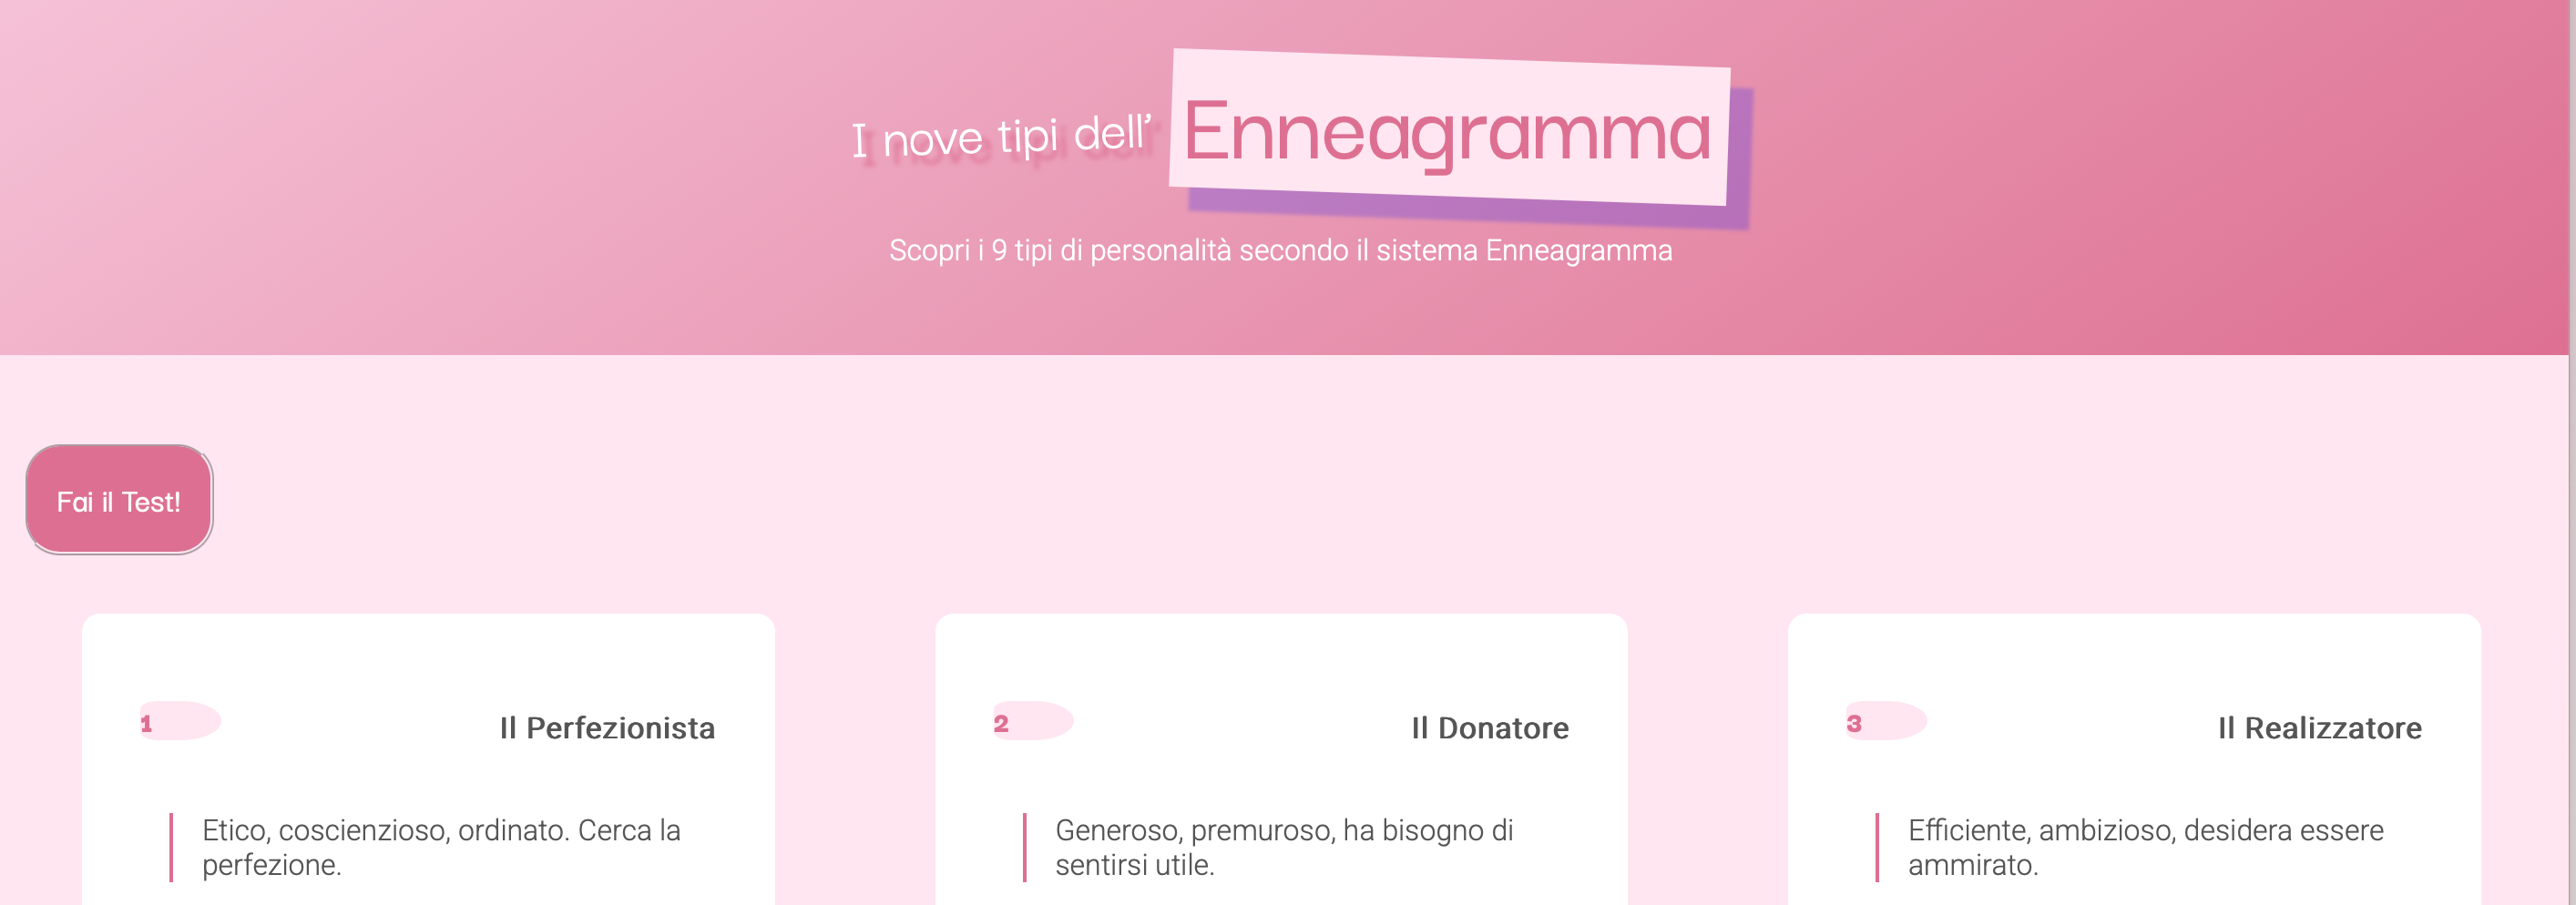 I nove tipi dell’ Enneagramma
Scopri i 9 tipi di personalità secondo il sistema Enneagramma
Fai il Test!
1 Il Perfezionista
Etico, coscienzioso, ordinato. Cerca la
perfezione.
2 Il Donatore
Generoso, premuroso, ha bisogno di
sentirsi utile.
3 Il Realizzatore
Efficiente, ambizioso, desidera essere
ammirato.